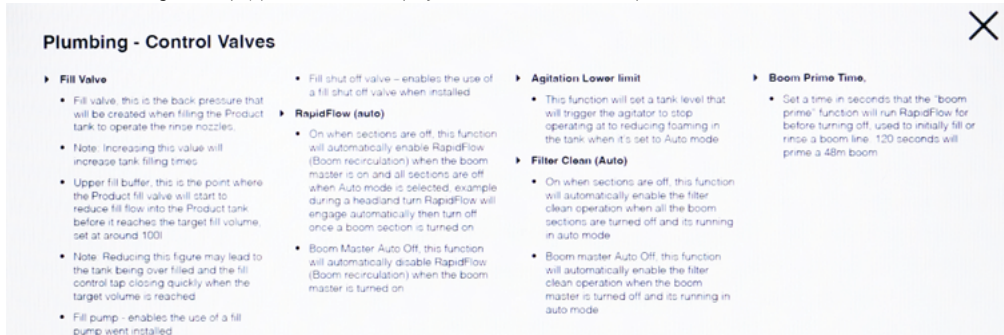 Plumbing - Control Valves
Fill Valve
Fill valve, this is the back pressure that
will be created when filling the Product
tank to operate the rinse nozzles.
Note: Increasing this value will
increase tank filling times
Upper fill buffer, this is the point where
the Product fill valve will start to
reduce fill flow into the Product tank
before it reaches the target fill volume,
set at around 100l
Note: Reducing this figure may lead to
the tank being over filled and the fill
control tap closing quickly when the
target volume is reached
Fill pump - enables the use of a fill
pump went installed
Fill shut off valve – enables the use of
a fill shut off valve when installed
RapidFlow (auto)
On when sections are off, this function
will automatically enable RapidFlow
(Boom recirculation) when the boom
master is on and all sections are off
when Auto mode is selected, example
during a headland turn RapidFlow will
engage automatically then turn off
once a boom section is turned on
Boom Master Auto Off, this function
will automatically disable RapidFlow
(Boom recirculation) when the boom
master is turned on
Agitation Lower limit
This function will set a tank level that
will trigger the agitator to stop
operating at to reducing foaming in
the tank when it's set to Auto mode
Filter Clean (Auto)
On when sections are off, this function
will automatically enable the filter
clean operation when all the boom
sections are turned off and its running
in auto mode
Boom master Auto Off, this function
will automatically enable the filter
clean operation when the boom
master is turned off and its running in
auto mode
Boom Prime Time,
Set a time in seconds that the "boom
prime" function will run RapidFlow for
before turning off, used to initially fill or
rinse a boom line. 120 seconds will
prime a 48m boom